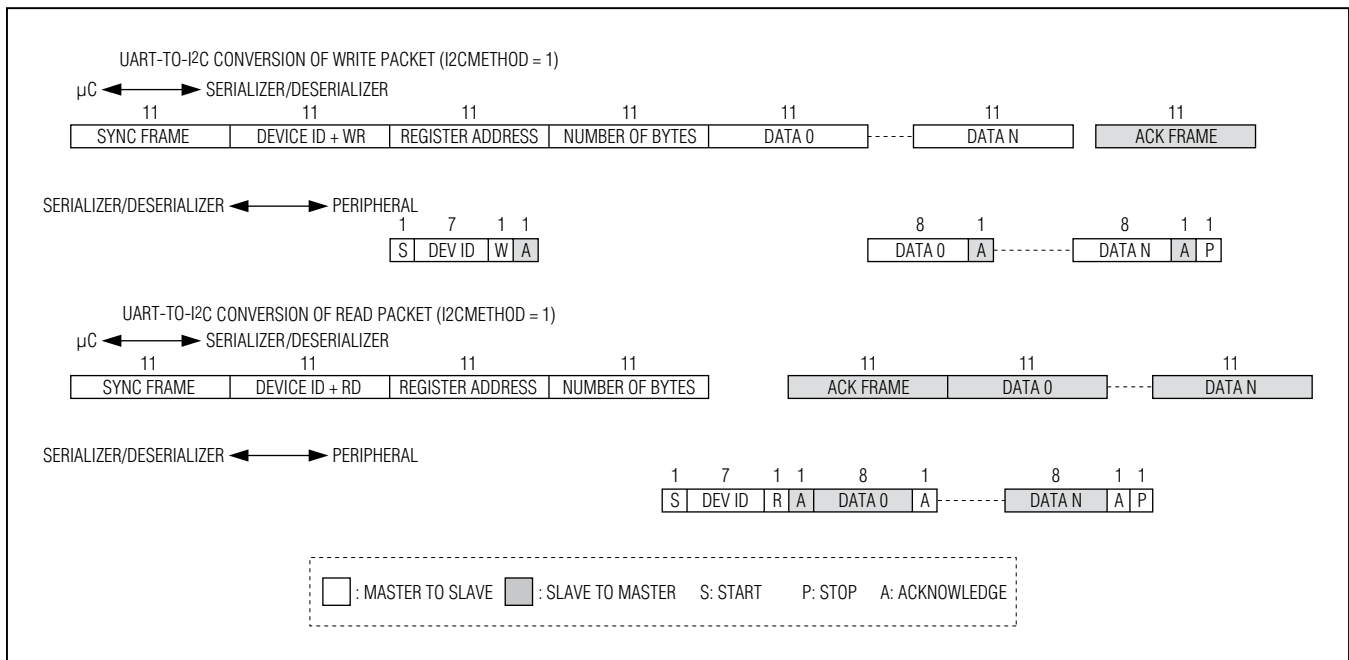 UART-TO-I2C CONVERSION OF WRITE PACKET (I2CMETHOD = 1)
µC SERIALIZER/DESERIALIZER
11 11 11 11 11 11 11
SYNC FRAME DEVICE ID + WR REGISTER ADDRESS NUMBER OF BYTES DATA 0 DATA N ACK FRAME
SERIALIZER/DESERIALIZER PERIPHERAL
1 7 1 1 8 1 8 1 1
S DEV ID W A DATA 0 A DATA N A P
UART-TO-I2C CONVERSION OF READ PACKET (I2CMETHOD = 1)
µC SERIALIZER/DESERIALIZER
11 11 11 11 11 11 11
SYNC FRAME DEVICE ID + RD REGISTER ADDRESS NUMBER OF BYTES ACK FRAME DATA 0 DATA N
SERIALIZER/DESERIALIZER PERIPHERAL
1 7 1 1 8 1 8 1 1
S DEV ID R A DATA 0 A DATA N A P
: MASTER TO SLAVE : SLAVE TO MASTER S: START P: STOP A: ACKNOWLEDGE